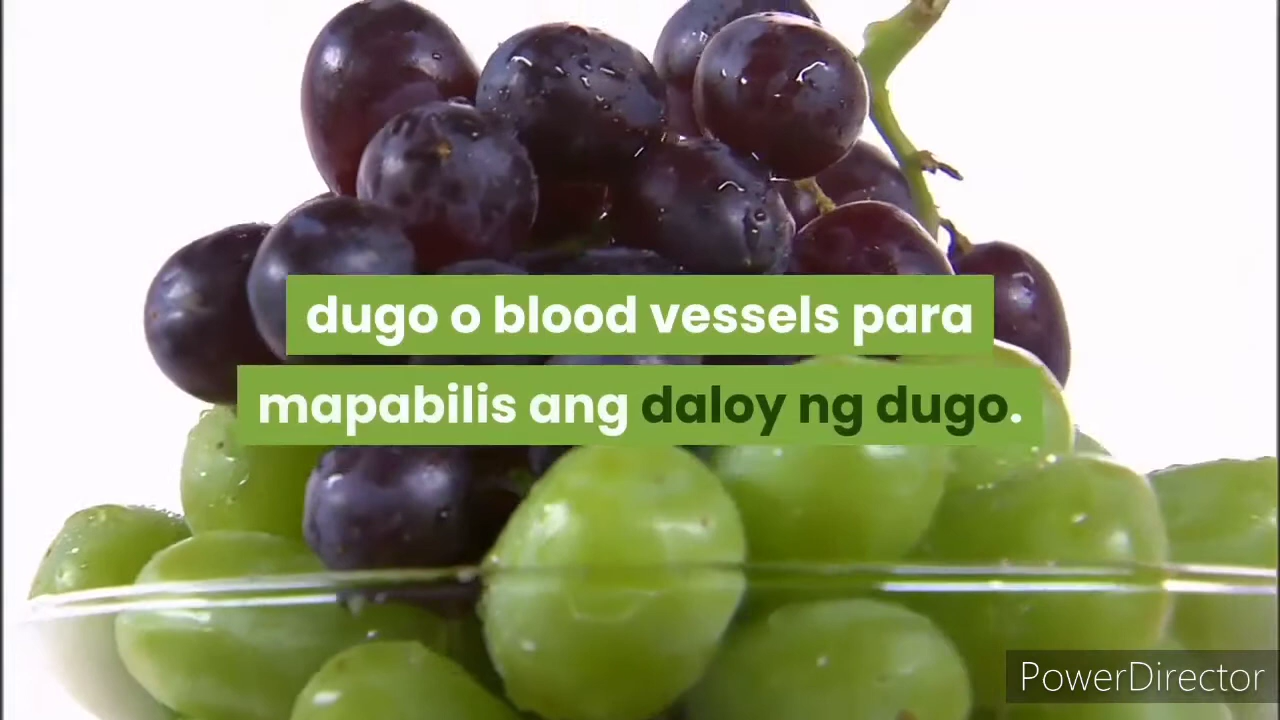 dugo o blood vessels para
mapabilis ang daloy ng dugo.
PowerDirector